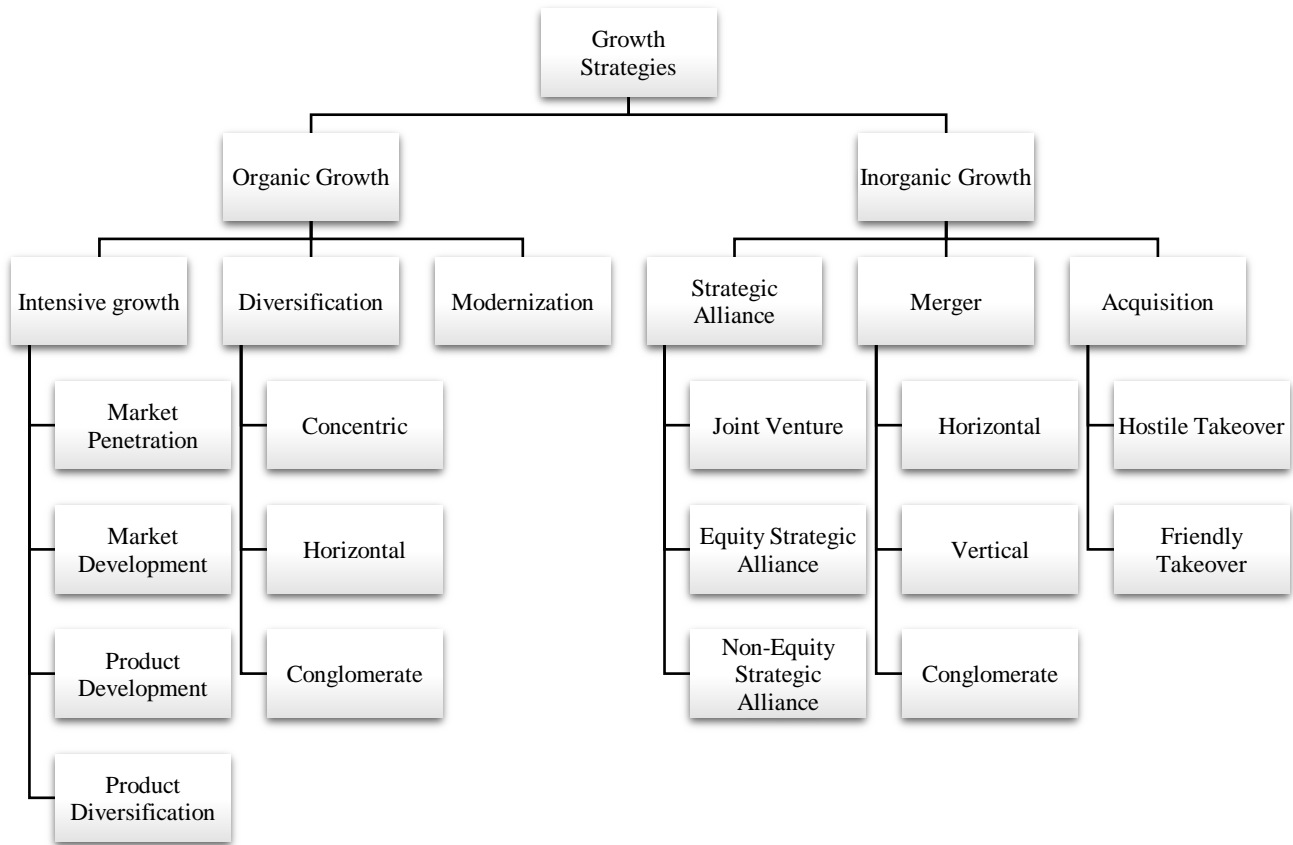 Growth
Strategies
Organic Growth
Inorganic Growth
Intensive growth
Diversification
Modernization
Strategic
Alliance
Merger
Acquisition
Market
Penetration
Concentric
Joint Venture
Horizontal
Hostile Takeover
Market
Development
Horizontal
Equity Strategic
Alliance
Vertical
Friendly
Takeover
Product
Development
Conglomerate
Non-Equity
Strategic
Alliance
Conglomerate
Product
Diversification